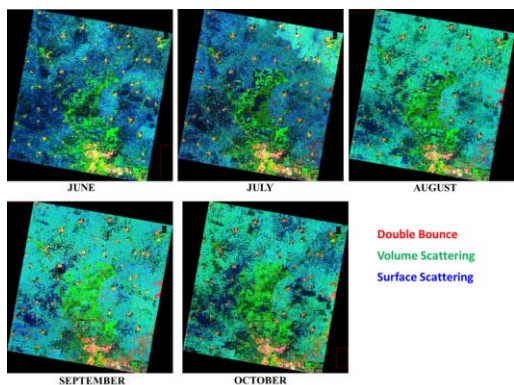 JUNE
JULY
AUGUST
Double Bounce
Volume Scattering
Surface Scattering
SEPTEMBER
OCTOBER